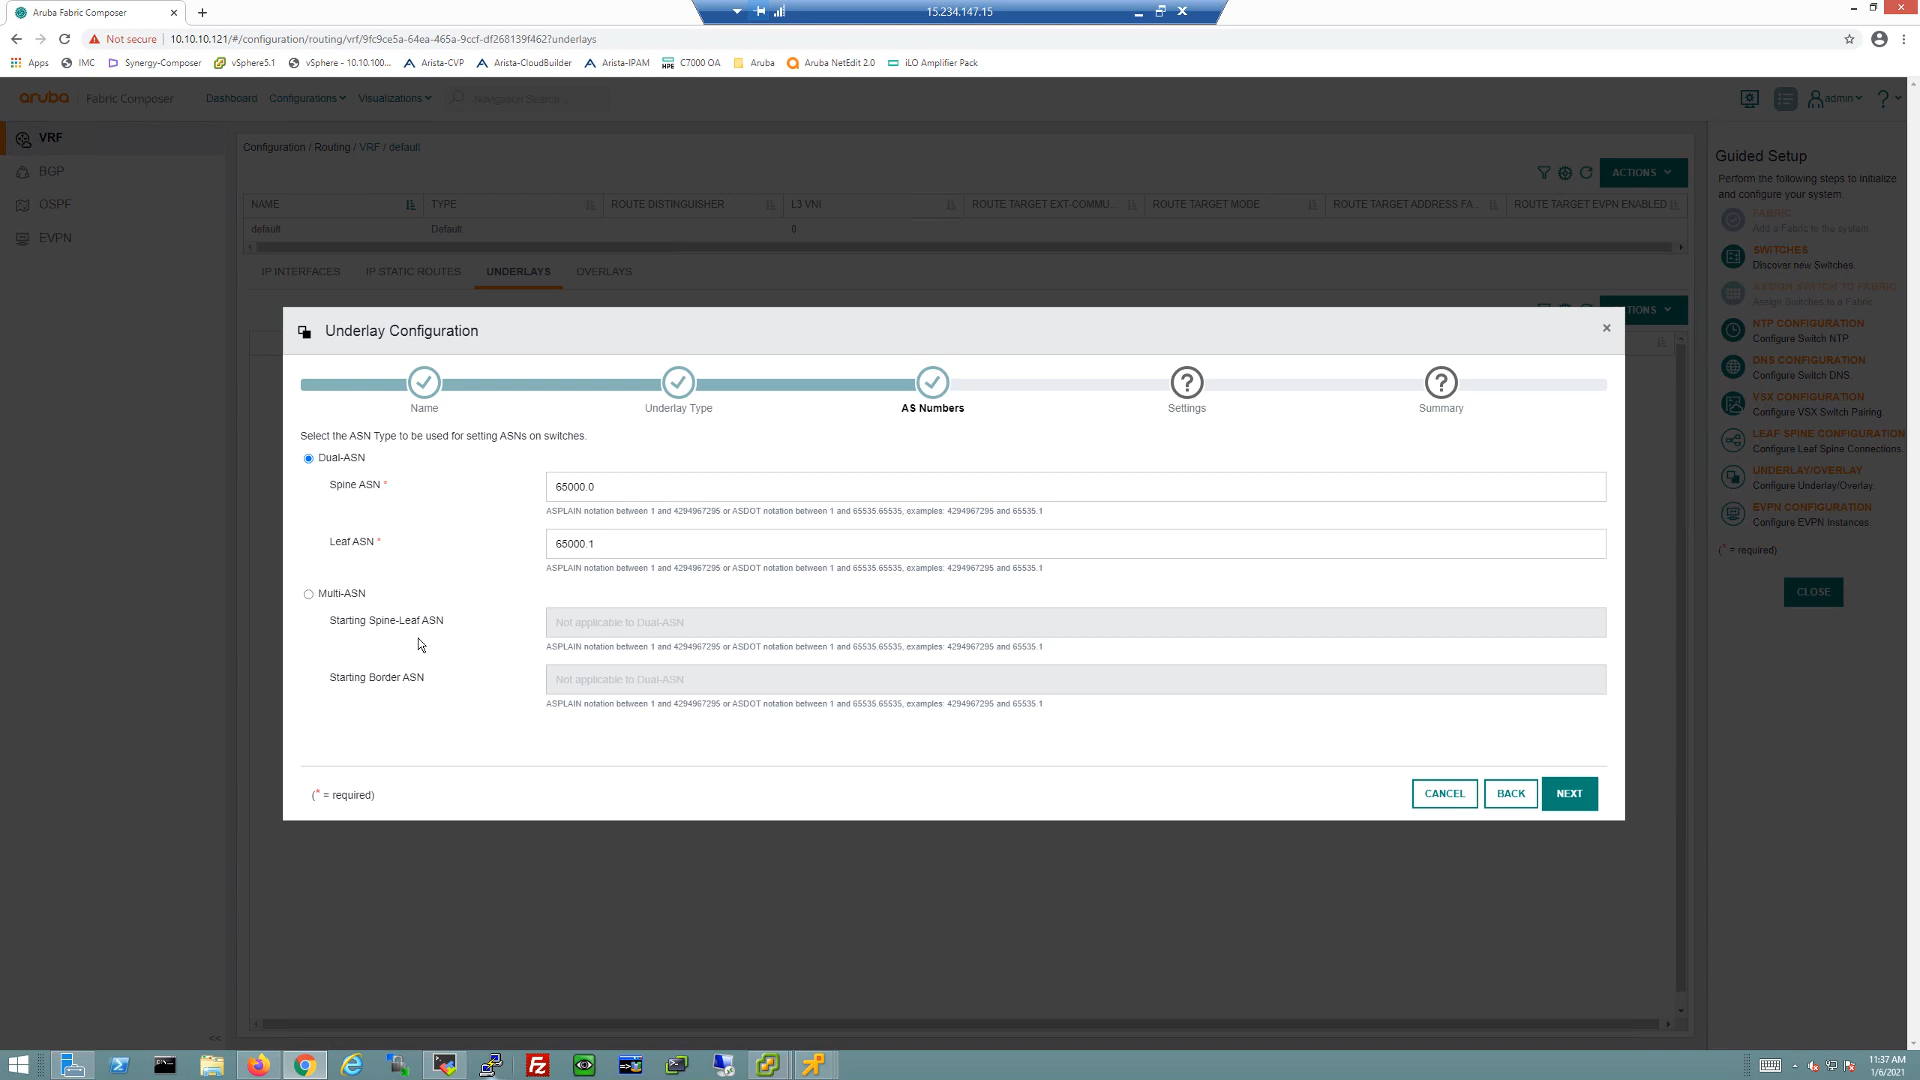 Aruba Fabric Composer
15.234.147.15
Not secure
10.10.10.121/#/configuration/routing/vrf/9fc9ce5a-64ea-465a-9ccf-df268139f462?underlays
Apps
IMC
Synergy-Composer
vSphere5.1
vSphere - 10.10.100...
Arista-CVP
Arista-CloudBuilder
Arista-IPAM
HPE
C7000 OA
Aruba
Aruba NetEdit 2.0
iLO Amplifier Pack
aruba
Fabric Composer
Dashboard
Configurations
Visualizations
Navigation Search ...
admin
?
VRF
BGP
OSPF
EVPN
Configuration / Routing / VRF / default
ACTIONS
NAME
TYPE
ROUTE DISTINGUISHER
L3 VNI
ROUTE TARGET EXT-COMMU...
ROUTE TARGET MODE
ROUTE TARGET ADDRESS FA...
ROUTE TARGET EVPN ENABLED
default
Default
0
IP INTERFACES
IP STATIC ROUTES
UNDERLAYS
OVERLAYS
TIONS
Underlay Configuration
×
Name
Underlay Type
AS Numbers
?
Settings
?
Summary
Select the ASN Type to be used for setting ASNs on switches.
Dual-ASN
Spine ASN *
65000.0
ASPLAIN notation between 1 and 4294967295 or ASDOT notation between 1 and 65535.65535, examples: 4294967295 and 65535.1
Leaf ASN *
65000.1
ASPLAIN notation between 1 and 4294967295 or ASDOT notation between 1 and 65535.65535, examples: 4294967295 and 65535.1
Multi-ASN
Starting Spine-Leaf ASN
Not applicable to Dual-ASN
ASPLAIN notation between 1 and 4294967295 or ASDOT notation between 1 and 65535.65535, examples: 4294967295 and 65535.1
Starting Border ASN
Not applicable to Dual-ASN
ASPLAIN notation between 1 and 4294967295 or ASDOT notation between 1 and 65535.65535, examples: 4294967295 and 65535.1
(* = required)
CANCEL
BACK
NEXT
<<
Guided Setup
Perform the following steps to initialize
and configure your system.
FABRIC
Add a Fabric to the system.
SWITCHES
Discover new Switches.
ASSIGN SWITCH TO FABRIC
Assign Switches to a Fabric.
NTP CONFIGURATION
Configure Switch NTP.
DNS CONFIGURATION
Configure Switch DNS.
VSX CONFIGURATION
Configure VSX Switch Pairing.
LEAF SPINE CONFIGURATION
Configure Leaf Spine Connections.
UNDERLAY/OVERLAY
Configure Underlay/Overlay.
EVPN CONFIGURATION
Configure EVPN Instances.
(* = required)
CLOSE
11:37 AM
1/6/2021